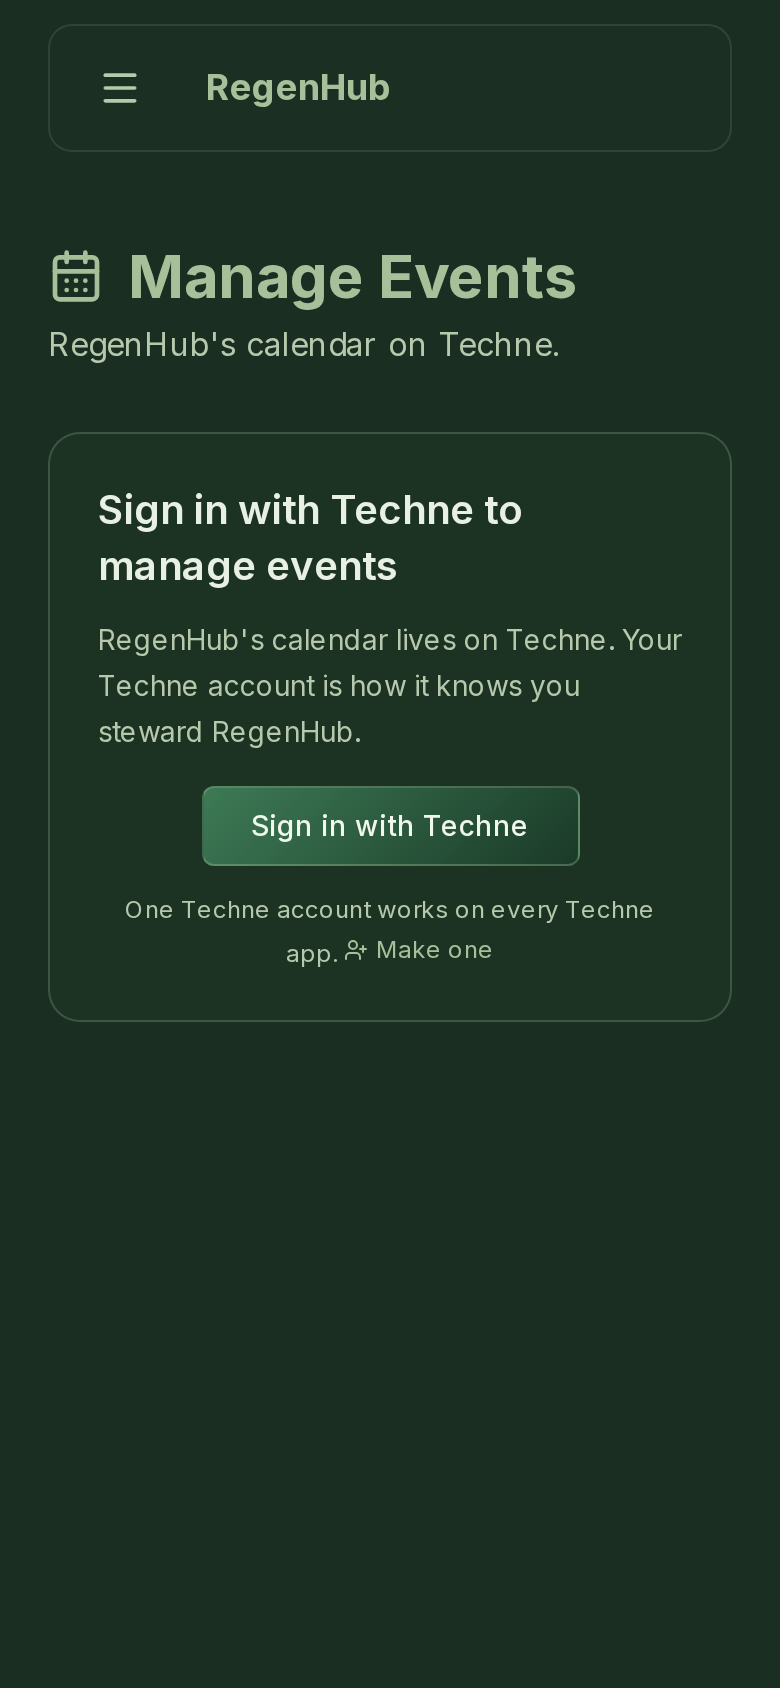 RegenHub
Manage Events
RegenHub's calendar on Techne.
Sign in with Techne to
manage events
RegenHub's calendar lives on Techne. Your
Techne account is how it knows you
steward RegenHub.
Sign in with Techne
One Techne account works on every Techne
app. Make one